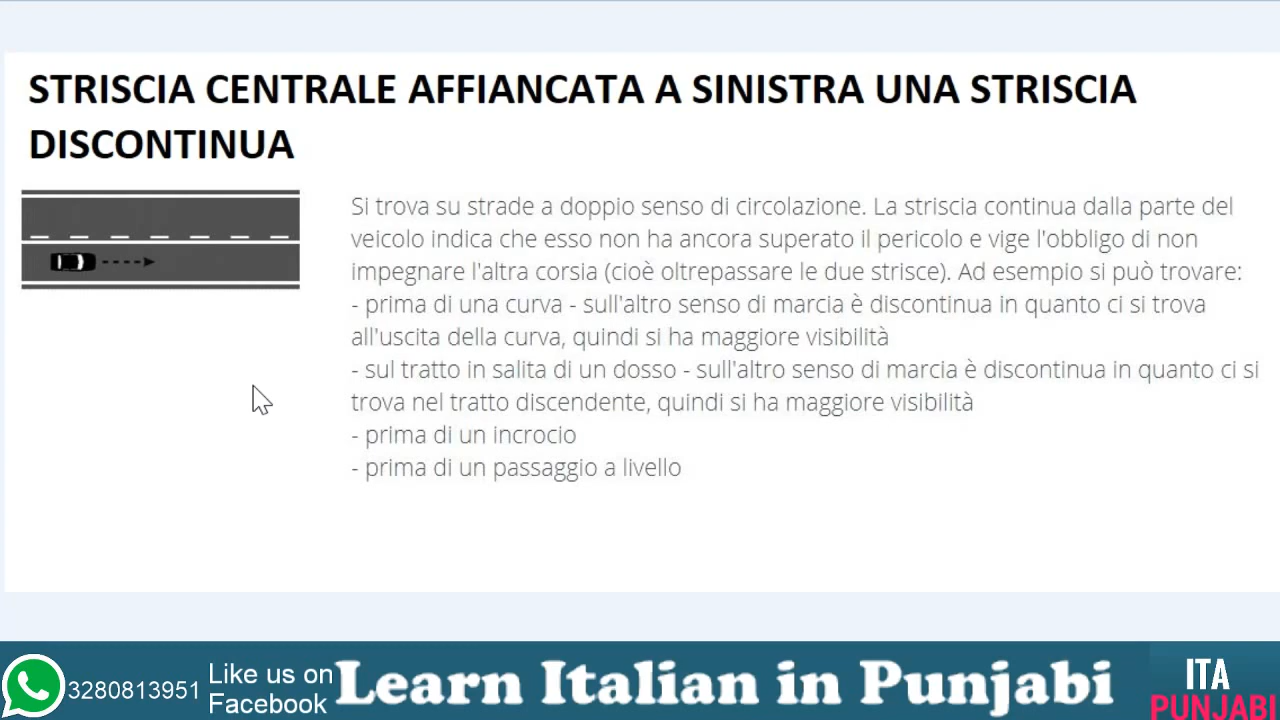 STRISCIA CENTRALE AFFIANCATA A SINISTRA UNA STRISCIA
DISCONTINUA
Si trova su strade a doppio senso di circolazione. La striscia continua dalla parte del
veicolo indica che esso non ha ancora superato il pericolo e vige l'obbligo di non
impegnare l'altra corsia (cioè oltrepassare le due strisce). Ad esempio si può trovare:
- prima di una curva - sull'altro senso di marcia è discontinua in quanto ci si trova
all'uscita della curva, quindi si ha maggiore visibilità
- sul tratto in salita di un dosso - sull'altro senso di marcia è discontinua in quanto ci si
trova nel tratto discendente, quindi si ha maggiore visibilità
- prima di un incrocio
- prima di un passaggio a livello
3280813951
Like us on
Facebook
Learn Italian in Punjabi
ITA
PUNJABI